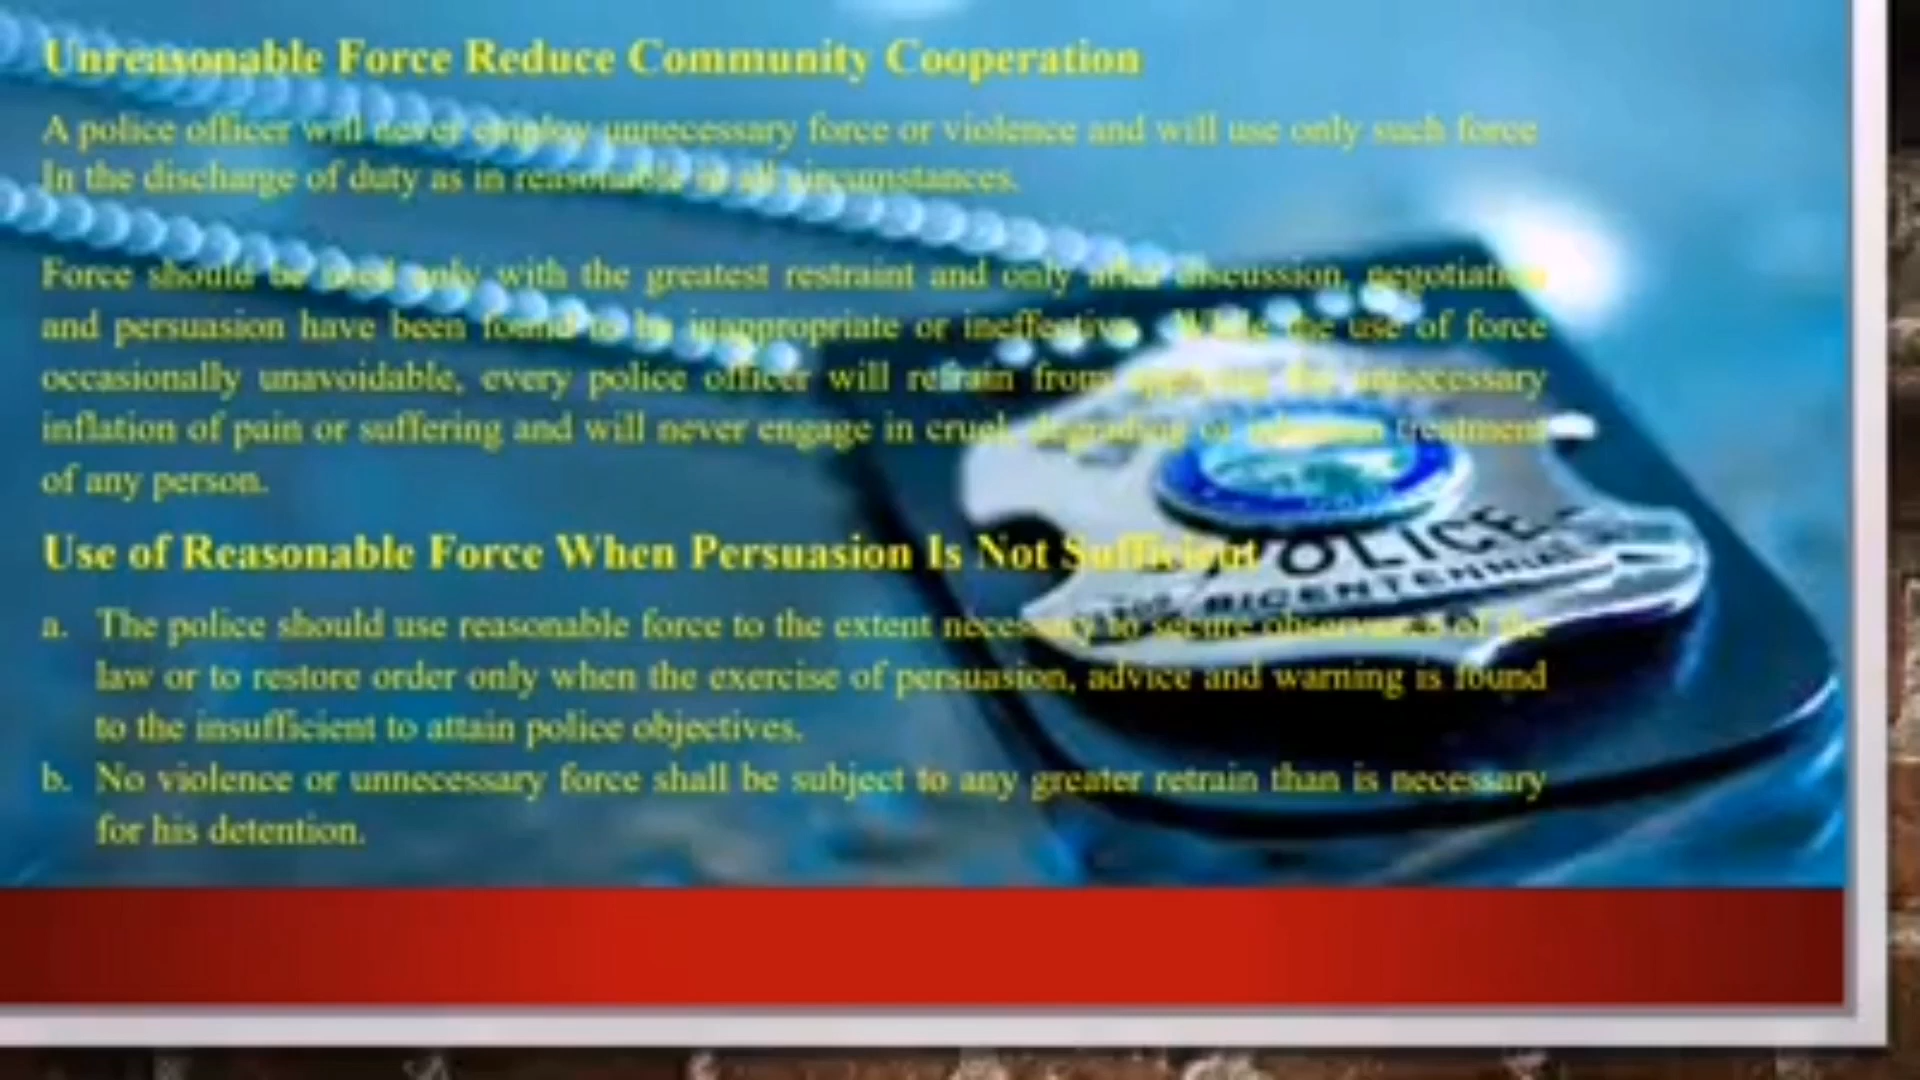 Unreasonable Force Reduce Community Cooperation
A police officer will never employ unnecessary force or violence and will use only such force
In the discharge of duty as in reasonable in all circumstances.
Force should be used only with the greatest restraint and only after discussion, negotiation
and persuasion have been found to be inappropriate or ineffective. While the use of force
occasionally unavoidable, every police officer will refrain from applying the unnecessary
inflation of pain or suffering and will never engage in cruel, degrading or inhuman treatment
of any person.
Use of Reasonable Force When Persuasion Is Not Sufficient
a. The police should use reasonable force to the extent necessary to secure observance of the
law or to restore order only when the exercise of persuasion, advice and warning is found
to the insufficient to attain police objectives.
b. No violence or unnecessary force shall be subject to any greater retrain than is necessary
for his detention.
POLICE
BICENTENNIAL